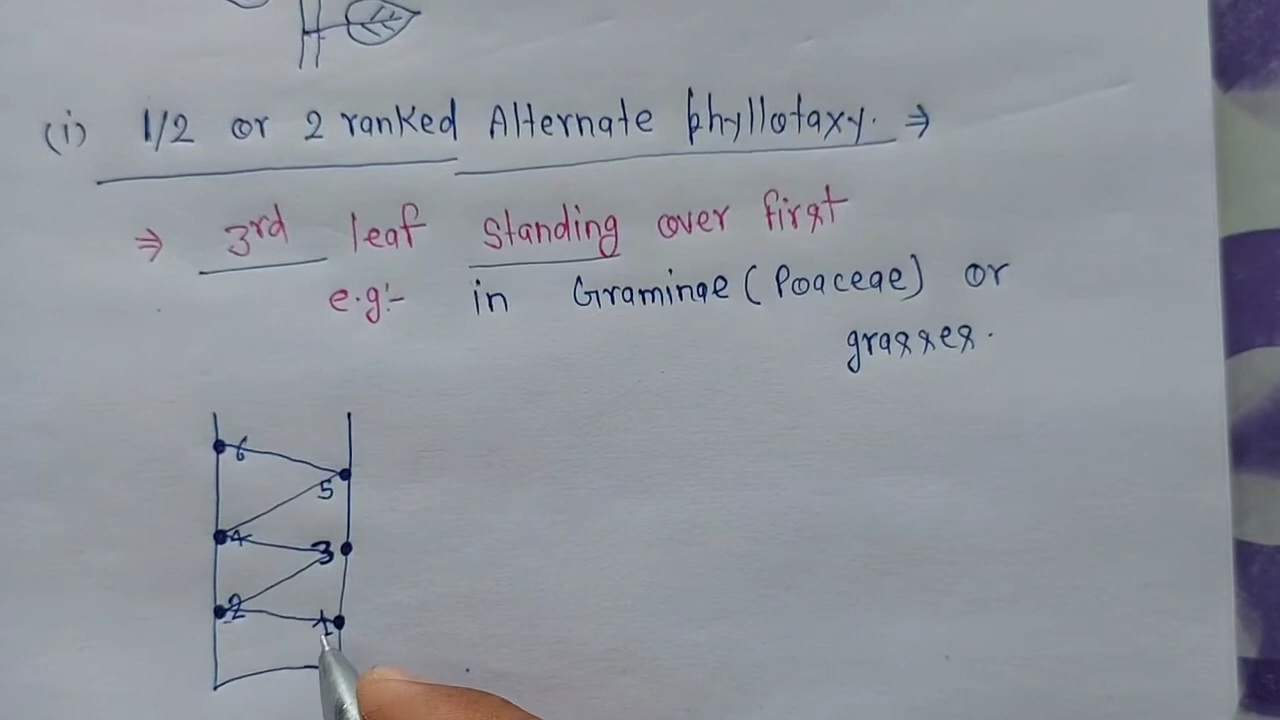 (i) 1/2 or 2 ranked Alternate phyllotaxy. ⇒
⇒ 3rd leaf standing over first
e.g:- in Graminae (Poaceae) or
grasses.
6
5
4
3
2
1